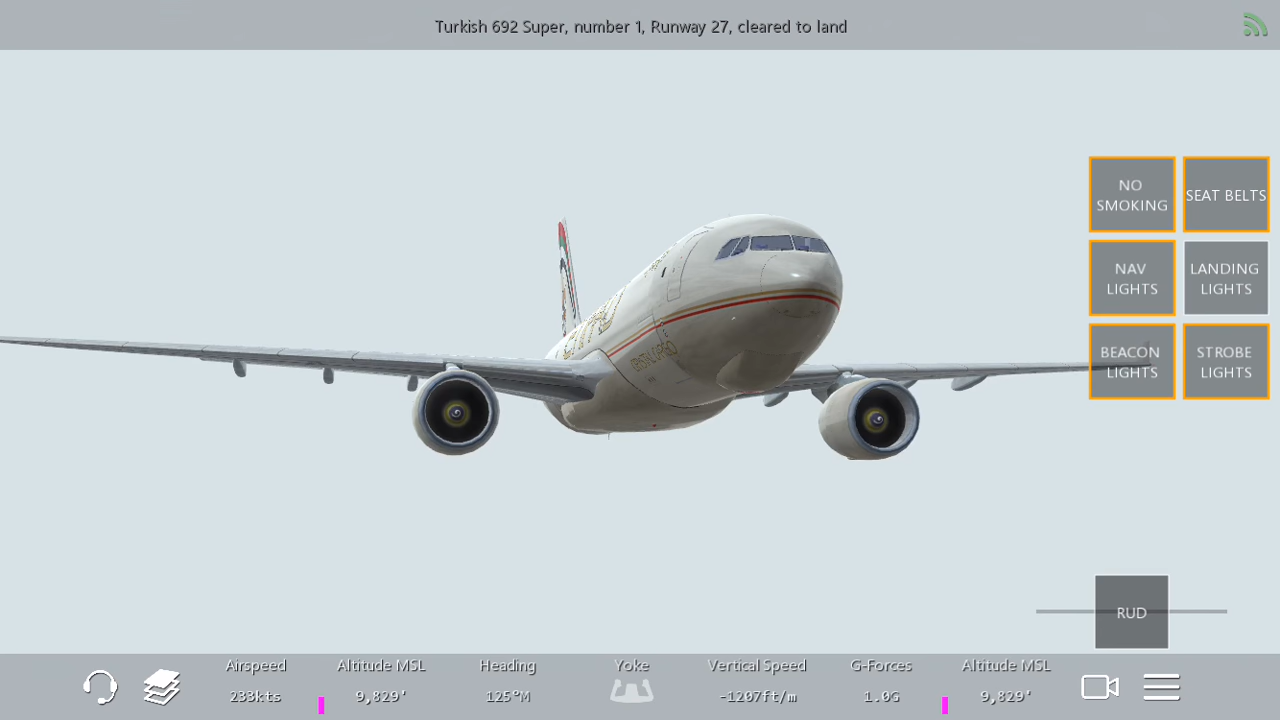 Turkish 692 Super, number 1, Runway 27, cleared to land
NO
SMOKING
SEAT BELTS
NAV
LIGHTS
LANDING
LIGHTS
BEACON
LIGHTS
STROBE
LIGHTS
RUD
Airspeed
233kts
Altitude MSL
9,829'
Heading
125°M
Yoke
Vertical Speed
-1207ft/m
G-Forces
1.0G
Altitude MSL
9,829'